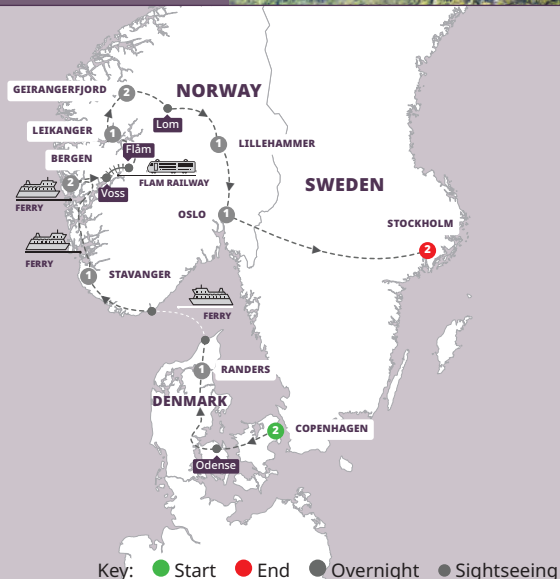 GEIRANGERFJORD
2
NORWAY
Lom
LEIKANGER
1
1
LILLEHAMMER
Flåm
BERGEN
FLAM RAILWAY
2
Voss
SWEDEN
FERRY
OSLO
1
STOCKHOLM
2
FERRY
1
STAVANGER
FERRY
1
RANDERS
DENMARK
2
COPENHAGEN
Odense
Key: Start End Overnight Sightseeing